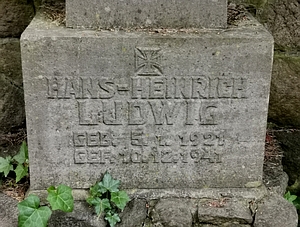 HANS-HEINRICH
LUDWIG
GEB. 5. 1. 1921
GEF. 10. 12. 1941